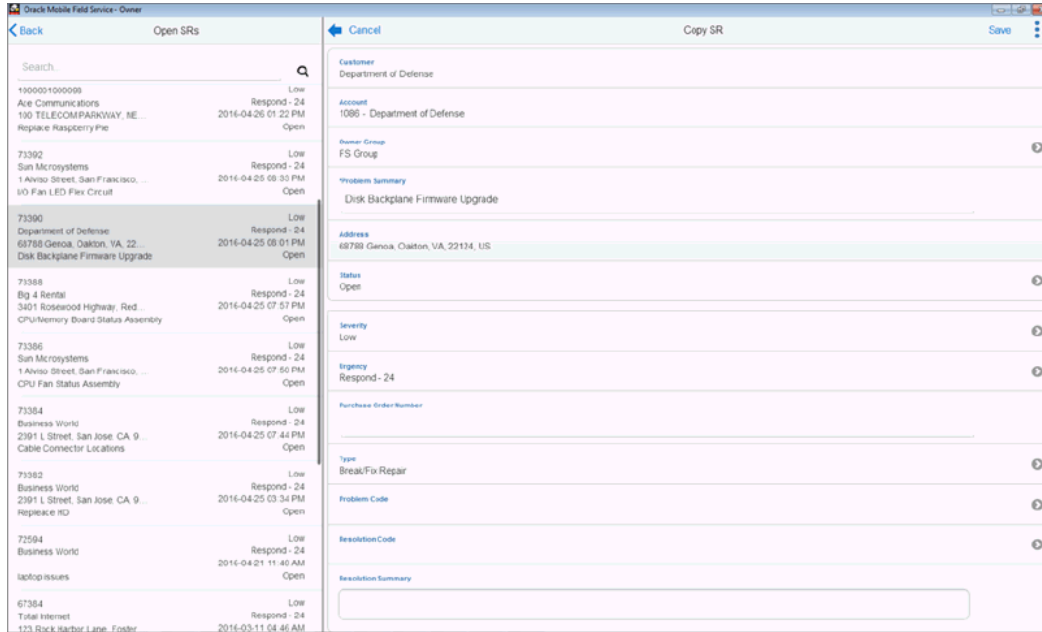 Oracle Mobile Field Service - Owner
Back
Open SRs
Search...
Low
Ace Communications
Respond - 24
100 TELECOM PARKWAY, NE...
2016-04-26 01:22 PM
Replace Raspberry Pie
Open
73392
Low
Sun Microsystems
Respond - 24
1 Alviso Street, San Francisco, ...
2016-04-25 08:33 PM
I/O Fan LED Flex Circuit
Open
73390
Low
Department of Defense
Respond - 24
Genoa, Oakton, VA, 22...
2016-04-25 08:01 PM
Disk Backplane Firmware Upgrade
Open
73388
Low
Big 4 Rental
Respond - 24
3401 Rosewood Highway, Red...
2016-04-25 07:57 PM
CPU/Memory Board Status Assembly
Open
73386
Low
Sun Microsystems
Respond - 24
1 Alviso Street, San Francisco, ...
2016-04-25 07:50 PM
CPU Fan Status Assembly
Open
73384
Low
Business World
Respond - 24
2391 L Street, San Jose, CA, 9...
2016-04-25 07:44 PM
Cable Connector Locations
Open
73382
Low
Business World
Respond - 24
2391 L Street, San Jose, CA, 9...
2016-04-25 03:34 PM
Open
72594
Low
Business World
Respond - 24
2016-04-21 11:40 AM
laptop issues
Open
67384
Low
Total Internet
Respond - 24
123 Rock Harbor Lane, Foster...
2016-03-11 04:46 AM
Cancel
Copy SR
Save
Customer
Department of Defense
Account
1086 - Department of Defense
Owner Group
FS Group
*Problem Summary
Disk Backplane Firmware Upgrade
Address
Genoa, Oakton, VA, 22124, US
Status
Open
Severity
Low
Urgency
Respond - 24
Purchase Order Number
Type
Break/Fix Repair
Problem Code
Resolution Code
Resolution Summary